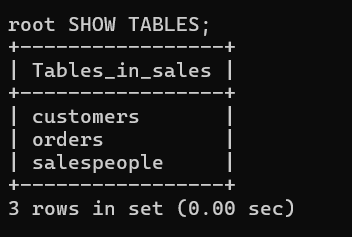 root SHOW TABLES;
+-----------------+
| Tables_in_sales |
+-----------------+
| customers       |
| orders          |
| salespeople     |
+-----------------+
3 rows in set (0.00 sec)